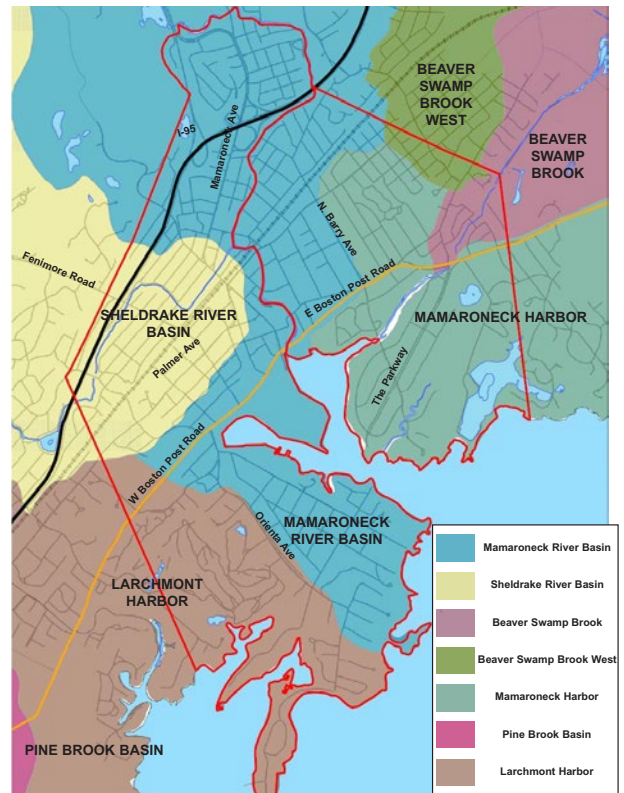 BEAVER
SWAMP
BROOK
WEST
BEAVER
SWAMP
BROOK
I-95
Mamaroneck Ave
N. Barry Ave
Fenimore Road
E Boston Post Road
SHELDRAKE RIVER
BASIN
MAMARONECK HARBOR
Palmer Ave
The Parkway
W Boston Post Road
Orienta Ave
MAMARONECK
RIVER BASIN
LARCHMONT
HARBOR
PINE BROOK BASIN
Mamaroneck River Basin
Sheldrake River Basin
Beaver Swamp Brook
Beaver Swamp Brook West
Mamaroneck Harbor
Pine Brook Basin
Larchmont Harbor